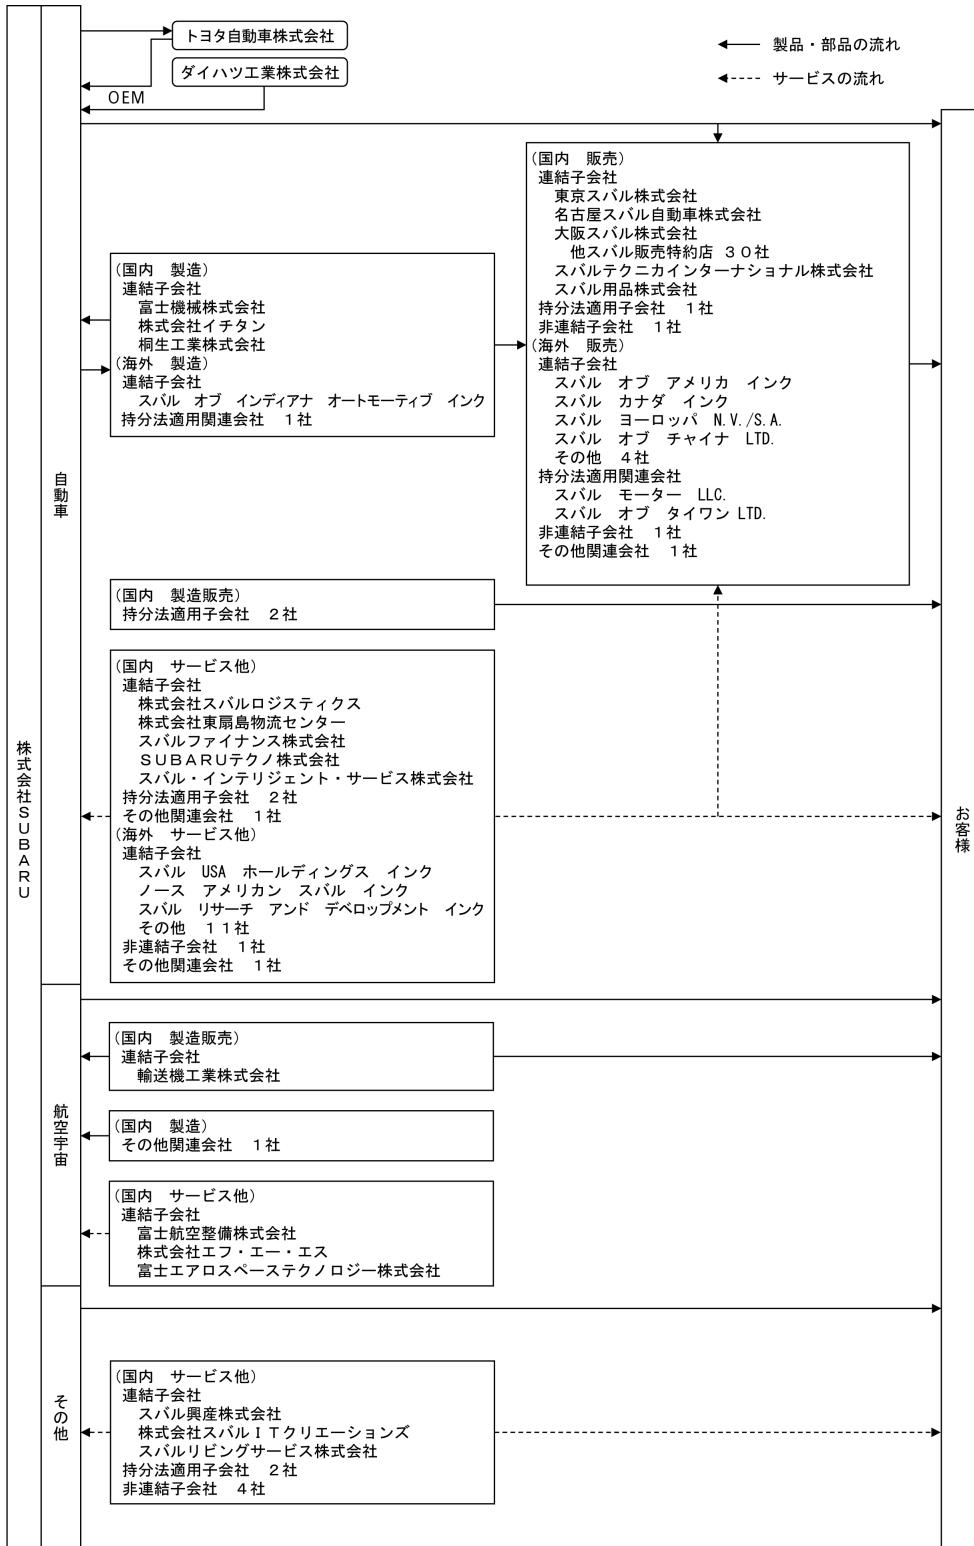 トヨタ自動車株式会社
ダイハツ工業株式会社
OEM
製品・部品の流れ
サービスの流れ
株式会社SUBARU
自動車
(国内　製造)
連結子会社
富士機械株式会社
株式会社イチタン
桐生工業株式会社
(海外　製造)
連結子会社
スバル　オブ　インディアナ　オートモーティブ　インク
持分法適用関連会社　１社
(国内　販売)
連結子会社
東京スバル株式会社
名古屋スバル自動車株式会社
大阪スバル株式会社
他スバル販売特約店 ３０社
スバルテクニカインターナショナル株式会社
スバル用品株式会社
持分法適用子会社　１社
非連結子会社　１社
(海外　販売)
連結子会社
スバル　オブ　アメリカ　インク
スバル　カナダ　インク
スバル　ヨーロッパ　N.V./S.A.
スバル　オブ　チャイナ　LTD.
その他　４社
持分法適用関連会社
スバル　モーター　LLC.
スバル　オブ　タイワン LTD.
非連結子会社　１社
その他関連会社　１社
(国内　製造販売)
持分法適用子会社　２社
(国内　サービス他)
連結子会社
株式会社スバルロジスティクス
株式会社東扇島物流センター
スバルファイナンス株式会社
ＳＵＢＡＲＵテクノ株式会社
スバル・インテリジェント・サービス株式会社
持分法適用子会社　２社
その他関連会社　１社
(海外　サービス他)
連結子会社
スバル　USA　ホールディングス　インク
ノース　アメリカン　スバル　インク
スバル　リサーチ　アンド　デベロップメント　インク
その他　１１社
非連結子会社　１社
その他関連会社　１社
お客様
航空宇宙
(国内　製造販売)
連結子会社
輸送機工業株式会社
(国内　製造)
その他関連会社　１社
(国内　サービス他)
連結子会社
富士航空整備株式会社
株式会社エフ・エー・エス
富士エアロスペーステクノロジー株式会社
その他
(国内　サービス他)
連結子会社
スバル興産株式会社
株式会社スバルＩＴクリエーションズ
スバルリビングサービス株式会社
持分法適用子会社　２社
非連結子会社　４社